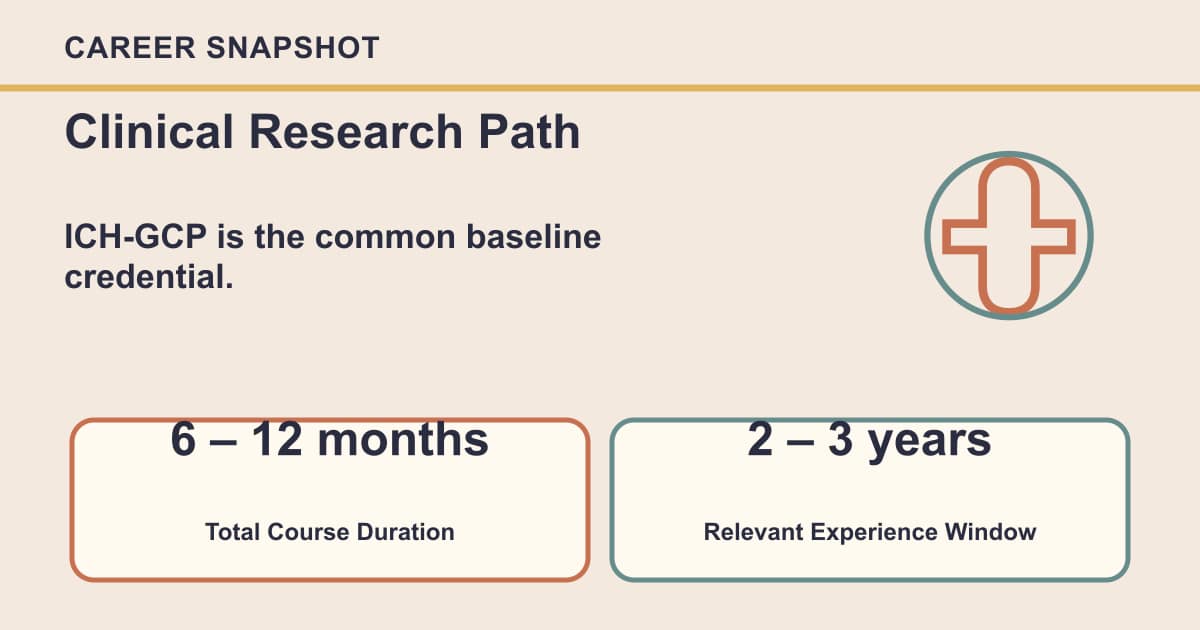 CAREER SNAPSHOT
Clinical Research Path
ICH-GCP is the common baseline
credential.
6 – 12 months
Total Course Duration
2 – 3 years
Relevant Experience Window